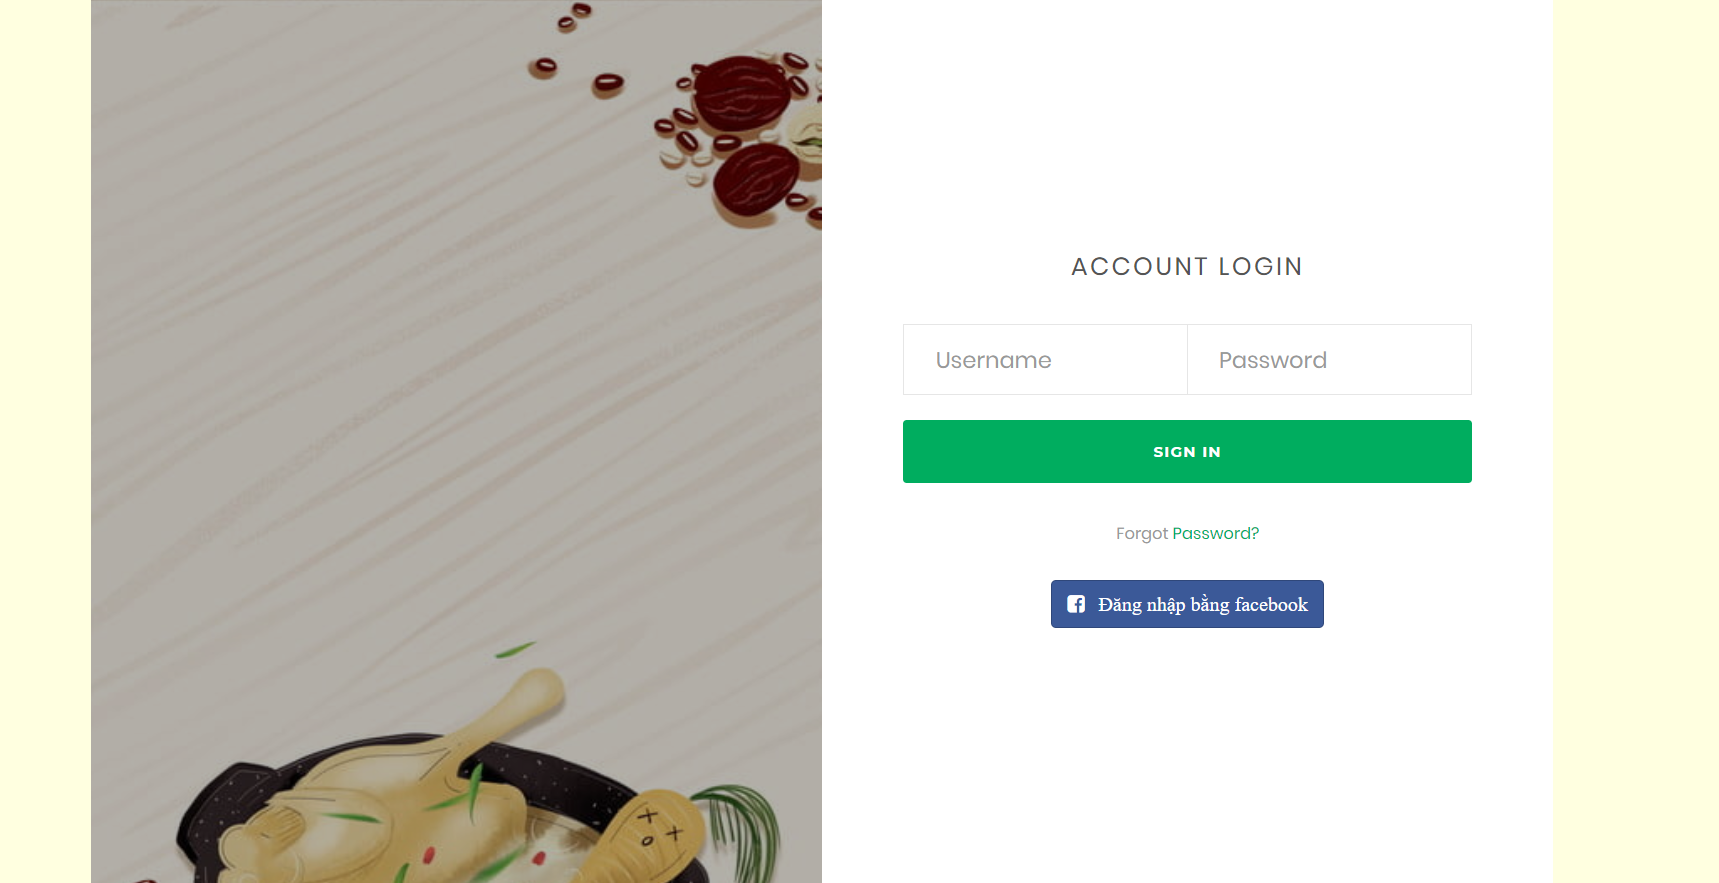 ACCOUNT LOGIN
Username Password
SIGN IN
Forgot Password?
Đăng nhập bằng facebook